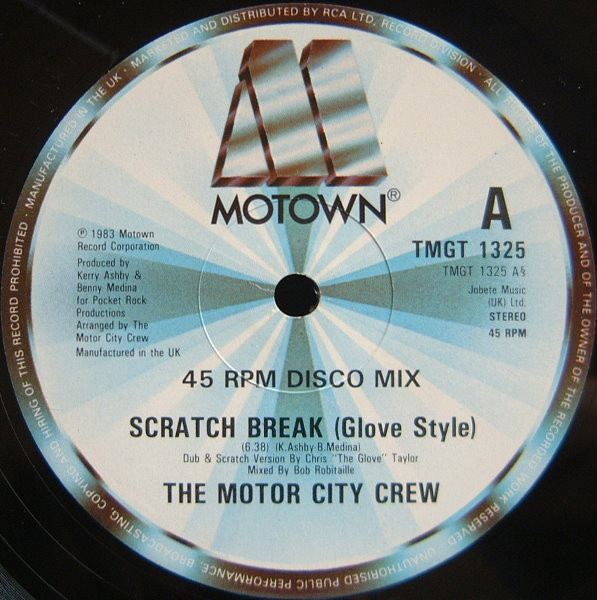 MANUFACTURED IN THE UK · MARKETED AND DISTRIBUTED BY RCA LTD, RECORD DIVISION · ALL RIGHTS OF THE PRODUCER AND OF THE OWNER OF THE RECORDED WORK RESERVED · UNAUTHORISED PUBLIC PERFORMANCE, BROADCASTING, COPYING AND HIRING OF THIS RECORD PROHIBITED ·
MOTOWN®
A
TMGT 1325
TMGT 1325 A§
Jobete Music
(UK) Ltd.
STEREO
45 RPM
℗ 1983 Motown
Record Corporation
Produced by
Kerry Ashby &
Benny Medina
for Pocket Rock
Productions
Arranged by The
Motor City Crew
Manufactured in the UK
45 RPM DISCO MIX
SCRATCH BREAK (Glove Style)
(6.38) (K.Ashby-B.Medina)
Dub & Scratch Version By Chris "The Glove" Taylor
Mixed By Bob Robitaille
THE MOTOR CITY CREW